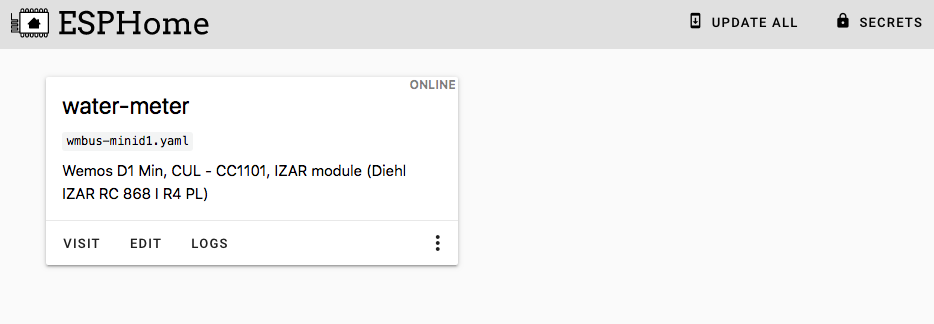 ESPHome
UPDATE ALL
SECRETS
ONLINE
water-meter
wmbus-minid1.yaml
Wemos D1 Min, CUL - CC1101, IZAR module (Diehl
IZAR RC 868 I R4 PL)
VISIT
EDIT
LOGS